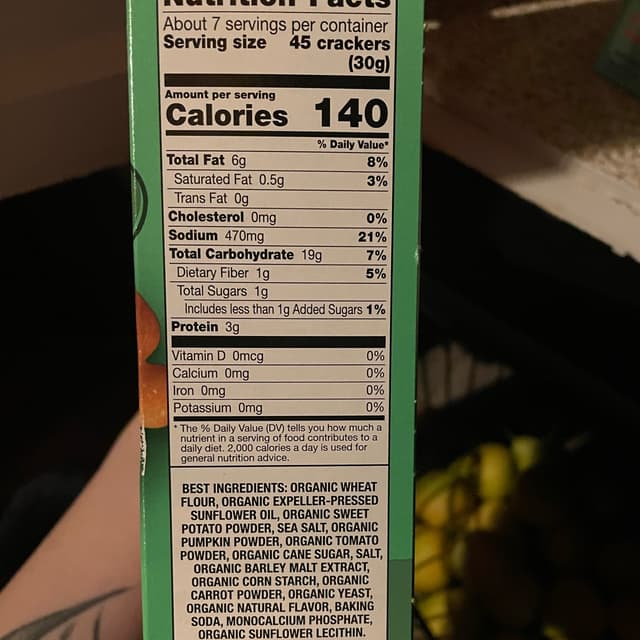 Nutrition Facts
About 7 servings per container
Serving size 45 crackers
(30g)
Amount per serving
Calories 140
% Daily Value*
Total Fat 6g 8%
Saturated Fat 0.5g 3%
Trans Fat 0g
Cholesterol 0mg 0%
Sodium 470mg 21%
Total Carbohydrate 19g 7%
Dietary Fiber 1g 5%
Total Sugars 1g
Includes less than 1g Added Sugars 1%
Protein 3g
Vitamin D 0mcg 0%
Calcium 0mg 0%
Iron 0mg 0%
Potassium 0mg 0%
* The % Daily Value (DV) tells you how much a
nutrient in a serving of food contributes to a
daily diet. 2,000 calories a day is used for
general nutrition advice.
BEST INGREDIENTS: ORGANIC WHEAT
FLOUR, ORGANIC EXPELLER-PRESSED
SUNFLOWER OIL, ORGANIC SWEET
POTATO POWDER, SEA SALT, ORGANIC
PUMPKIN POWDER, ORGANIC TOMATO
POWDER, ORGANIC CANE SUGAR, SALT,
ORGANIC BARLEY MALT EXTRACT,
ORGANIC CORN STARCH, ORGANIC
CARROT POWDER, ORGANIC YEAST,
ORGANIC NATURAL FLAVOR, BAKING
SODA, MONOCALCIUM PHOSPHATE,
ORGANIC SUNFLOWER LECITHIN.